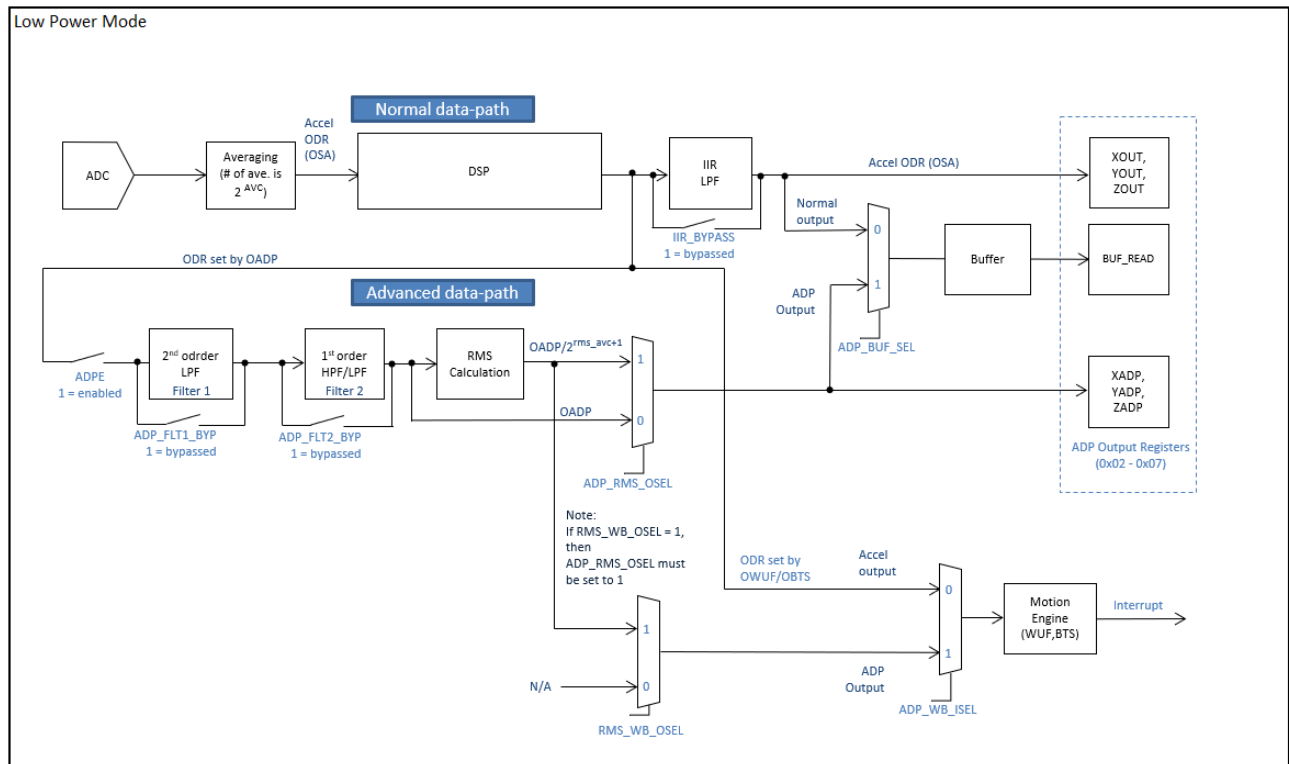 Low Power Mode
Normal data-path
Accel
ODR
(OSA)
ADC
Averaging
(# of ave. is
2 AVC)
DSP
IIR
LPF
Accel ODR (OSA)
XOUT,
YOUT,
ZOUT
Normal
output
0
IIR_BYPASS
1 = bypassed
ODR set by OADP
Buffer
BUF_READ
Advanced data-path
ADP
Output
1
ADP_BUF_SEL
2nd odrder
LPF
Filter 1
1st order
HPF/LPF
Filter 2
RMS
Calculation
OADP/2rms_avc+1
1
ADPE
1 = enabled
OADP
0
XADP,
YADP,
ZADP
ADP_FLT1_BYP
1 = bypassed
ADP_FLT2_BYP
1 = bypassed
ADP Output Registers
(0x02 - 0x07)
ADP_RMS_OSEL
Note:
If RMS_WB_OSEL = 1,
then
ADP_RMS_OSEL must
be set to 1
ODR set by
OWUF/OBTS
Accel
output
0
Motion
Engine
(WUF,BTS)
Interrupt
1
1
N/A
0
ADP
Output
ADP_WB_ISEL
RMS_WB_OSEL